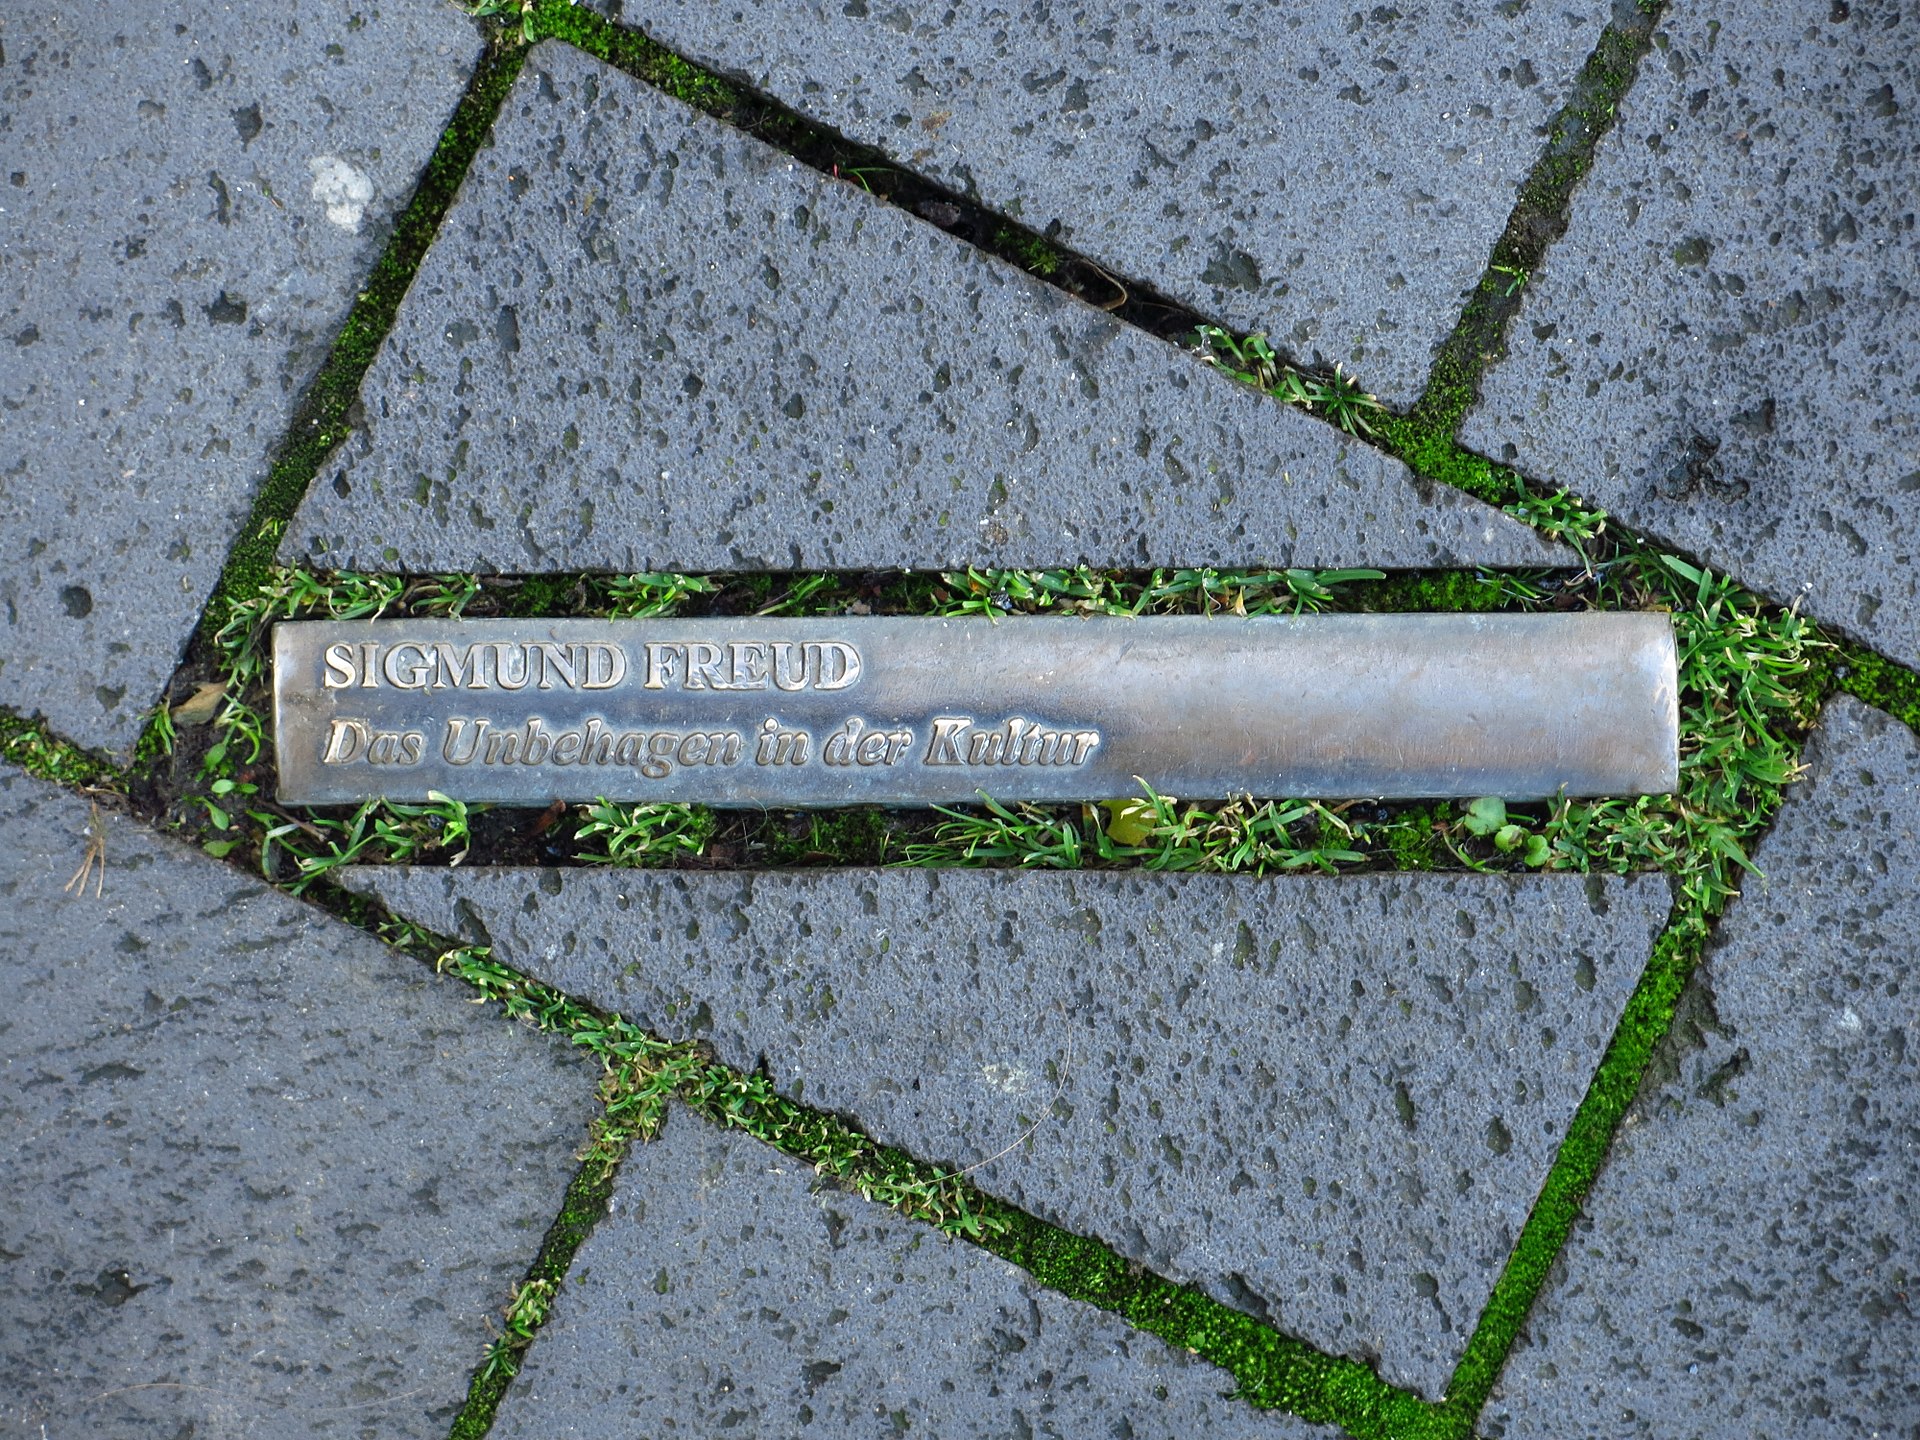 SIGMUND FREUD
Das Unbehagen in der Kultur